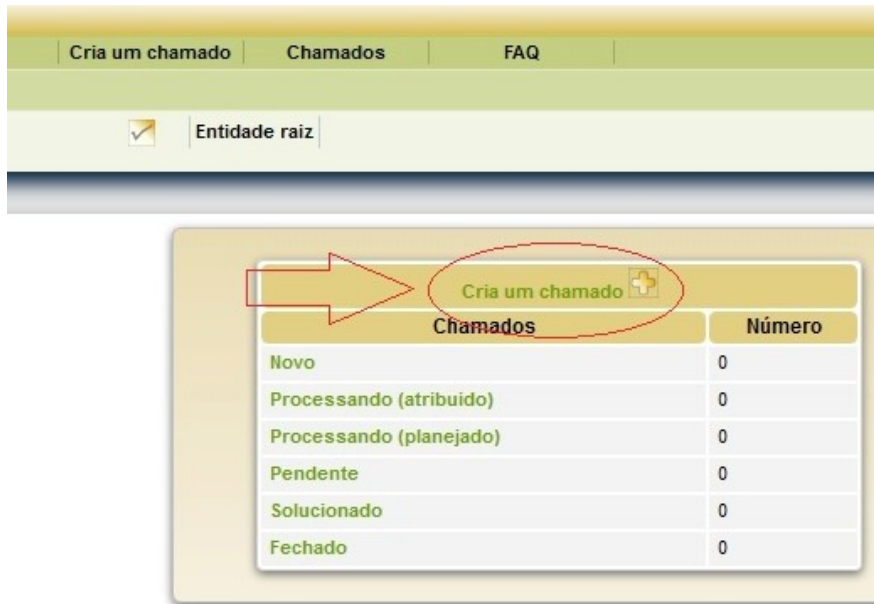 Cria um chamado Chamados FAQ
Entidade raiz
Cria um chamado
Chamados Número
Novo 0
Processando (atribuido) 0
Processando (planejado) 0
Pendente 0
Solucionado 0
Fechado 0